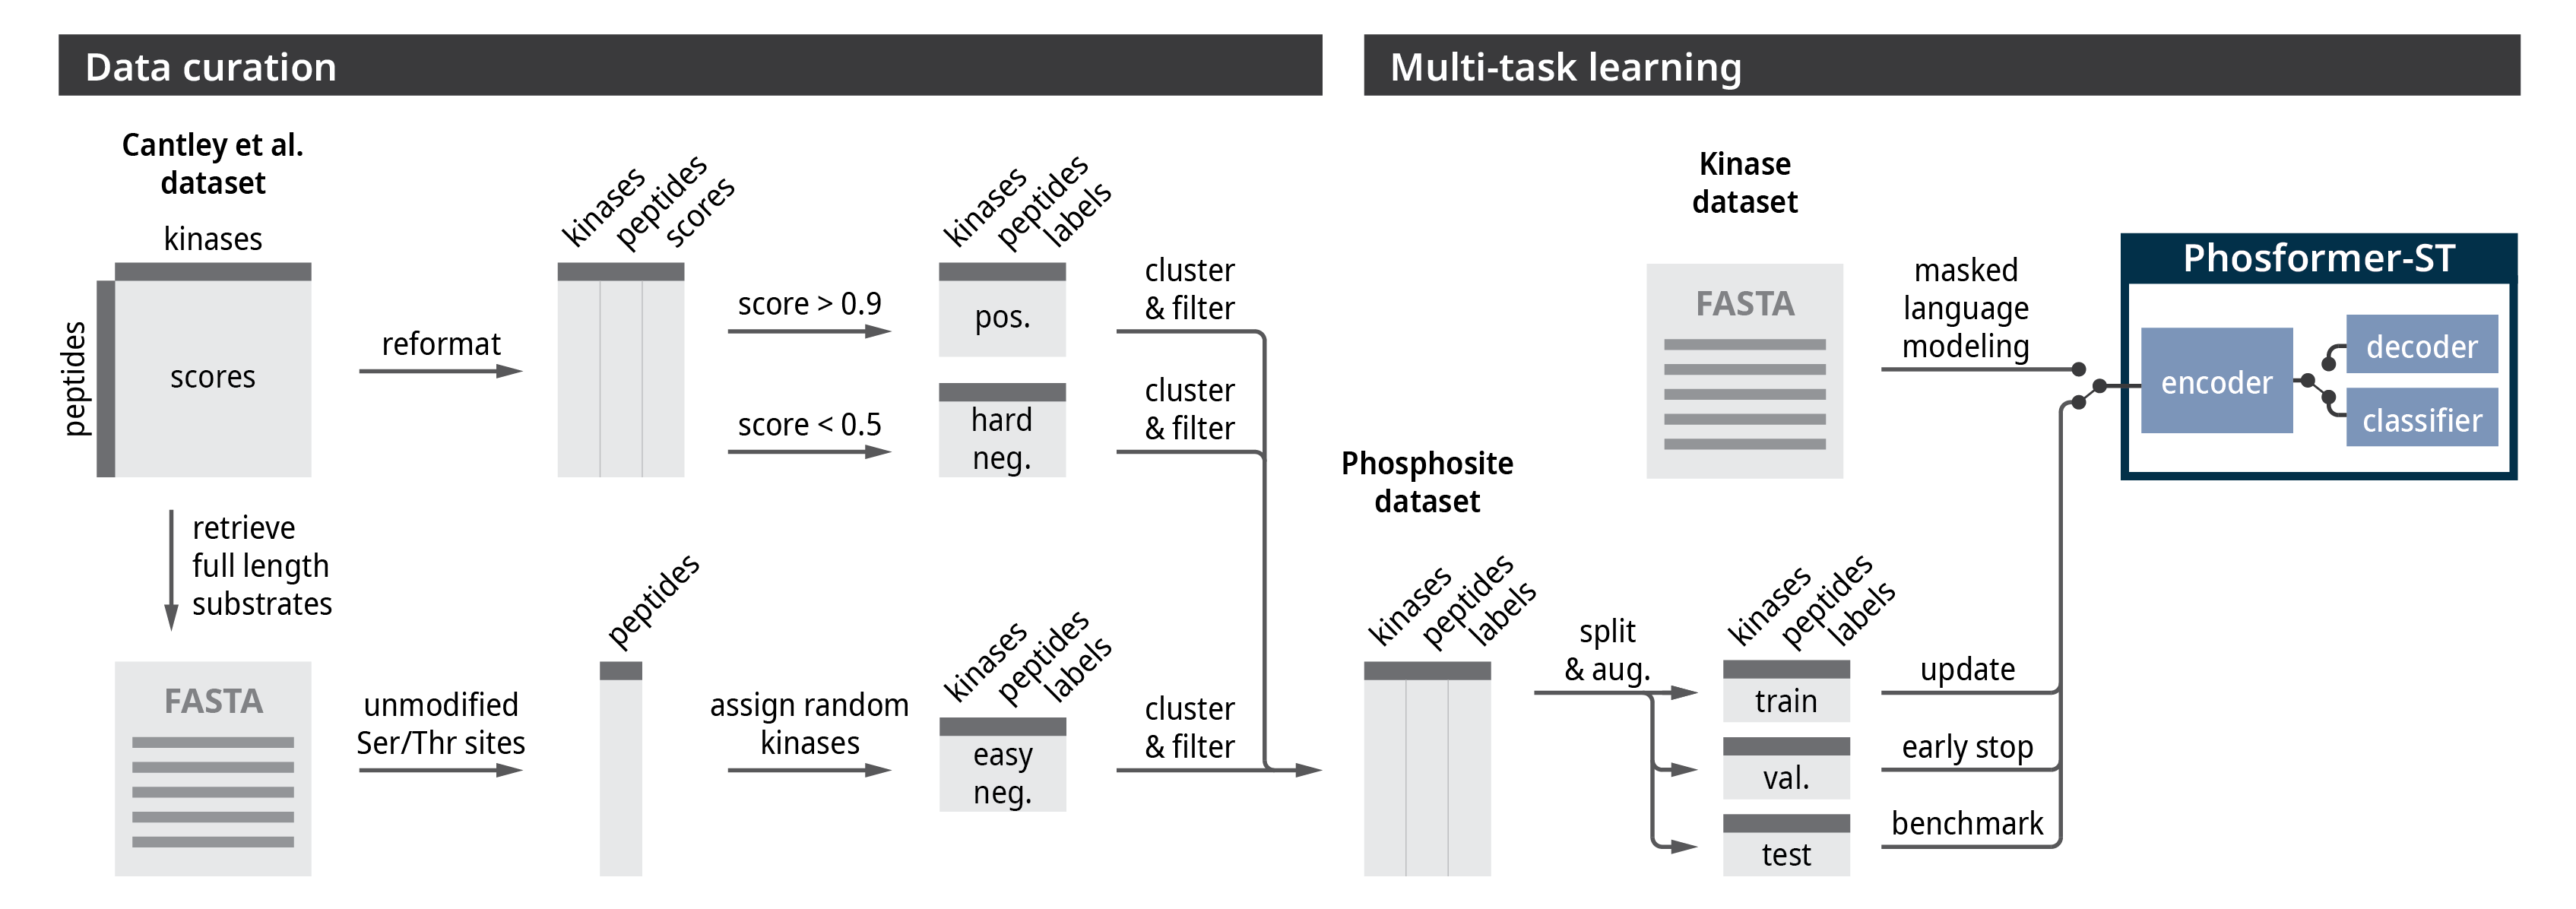 Data curation
Cantley et al.
dataset
kinases
peptides
scores
reformat
kinases
peptides
scores
score > 0.9
score < 0.5
kinases
peptides
labels
pos.
hard
neg.
cluster
& filter
cluster
& filter
retrieve
full length
substrates
FASTA
unmodified
Ser/Thr sites
peptides
assign random
kinases
kinases
peptides
labels
easy
neg.
cluster
& filter
Multi-task learning
Phosphosite
dataset
kinases
peptides
labels
split
& aug.
kinases
peptides
labels
train
val.
test
update
early stop
benchmark
Kinase
dataset
FASTA
masked
language
modeling
Phosformer-ST
encoder
decoder
classifier